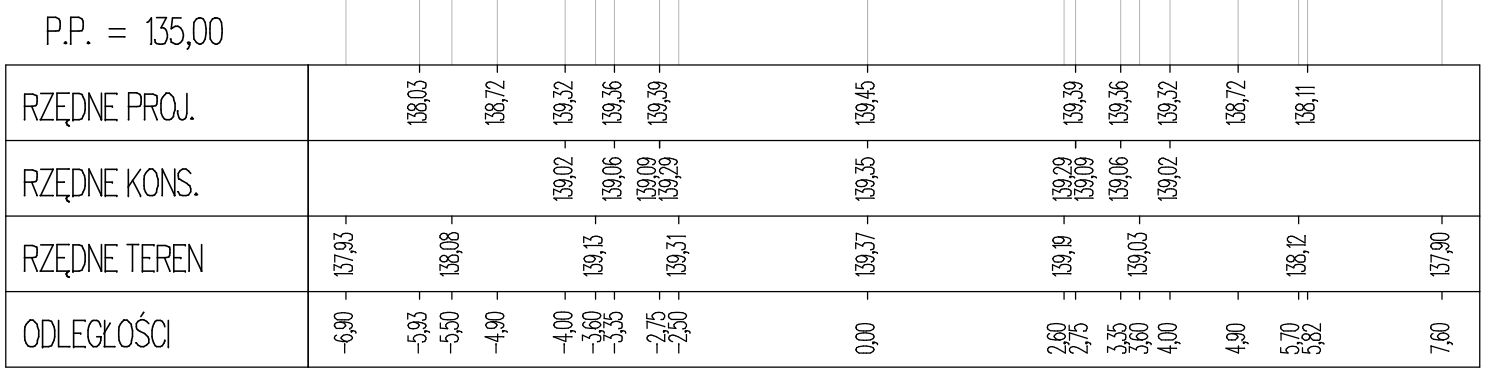 P.P. = 135,00
RZĘDNE PROJ. 138,03 138,72 139,32 139,36 139,39 139,45 139,39 139,36 139,32 138,72 138,11
RZĘDNE KONS. 139,02 139,06 139,09 139,29 139,35 139,29 139,09 139,06 139,02
RZĘDNE TEREN 137,93 138,08 139,13 139,31 139,37 139,19 139,03 138,12 137,90
ODLEGŁOŚCI -6,90 -5,93 -5,50 -4,90 -4,00 -3,60 -3,35 -2,75 -2,50 0,00 2,60 2,75 3,35 3,60 4,00 4,90 5,70 5,82 7,60